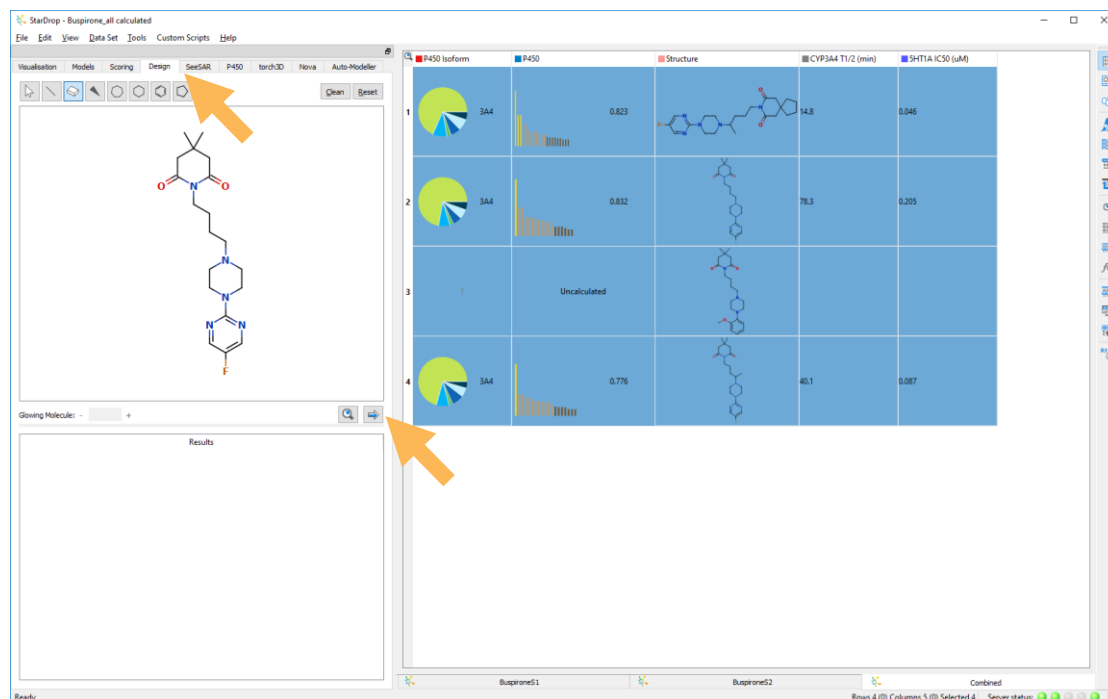 StarDrop - Buspirone_all calculated
File Edit View Data Set Tools Custom Scripts Help
Visualisation Models Scoring Design SeeSAR P450 torch3D Nova Auto-Modeller
Clean Reset
P450 Isoform P450 Structure CYP3A4 T1/2 (min) 5HT1A IC50 (uM)
1 3A4 0.823 14.8 0.046
2 3A4 0.832 78.3 0.205
3 ? Uncalculated
4 3A4 0.776 40.1 0.087
O N O
N
N
N N
F
Glowing Molecule: - +
Results
BuspironeS1 BuspironeS2 Combined
Ready
Rows 4 (0) Columns 5 (0) Selected 4 Server status: